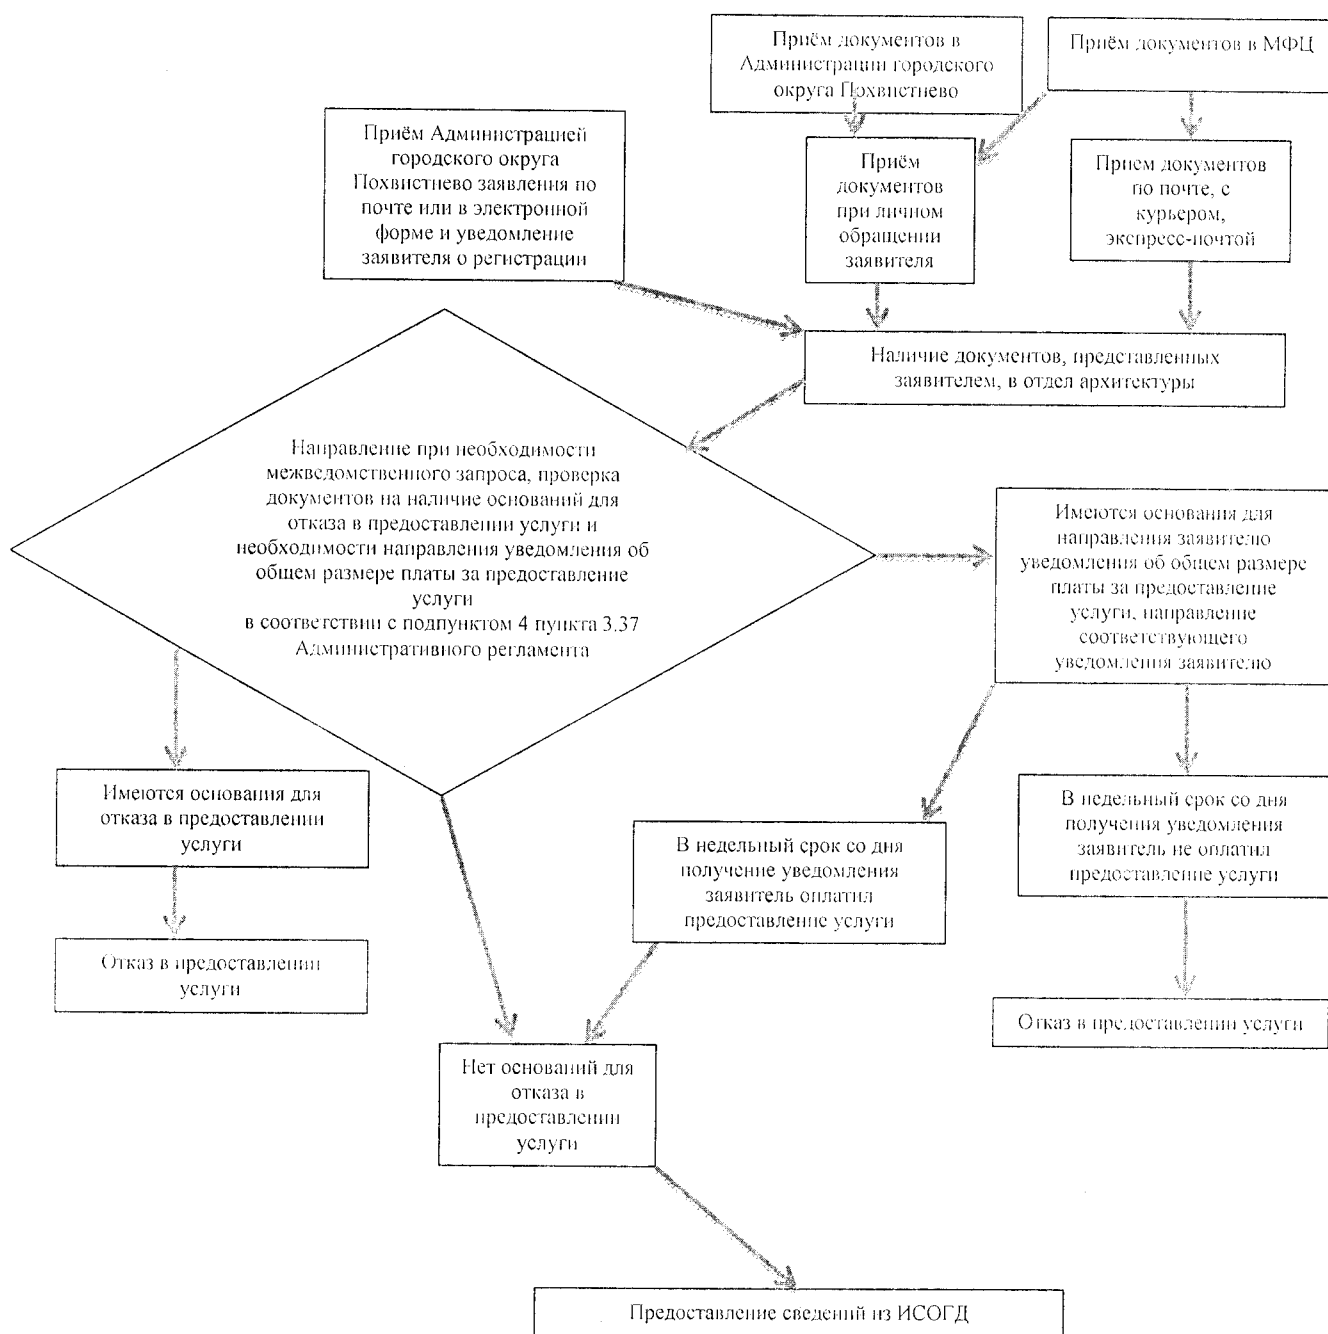 Приём документов в
Администрации городского
округа Похвистнево
Приём документов в МФЦ
Приём Администрацией
городского округа
Похвистнево заявления по
почте или в электронной
форме и уведомление
заявителя о регистрации
Приём
документов
при личном
обращении
заявителя
Прием документов
по почте, с
курьером,
экспресс-почтой
Наличие документов, представленных
заявителем, в отдел архитектуры
Направление при необходимости
межведомственного запроса, проверка
документов на наличие оснований для
отказа в предоставлении услуги и
необходимости направления уведомления об
общем размере платы за предоставление
услуги
в соответствии с подпунктом 4 пункта 3.37
Административного регламента
Имеются основания для
направления заявителю
уведомления об общем размере
платы за предоставление
услуги, направление
соответствующего
уведомления заявителю
Имеются основания для
отказа в предоставлении
услуги
В недельный срок со дня
получение уведомления
заявитель оплатил
предоставление услуги
В недельный срок со дня
получения уведомления
заявитель не оплатил
предоставление услуги
Отказ в предоставлении
услуги
Отказ в предоставлении услуги
Нет оснований для
отказа в
предоставлении
услуги
Предоставление сведений из ИСОГД